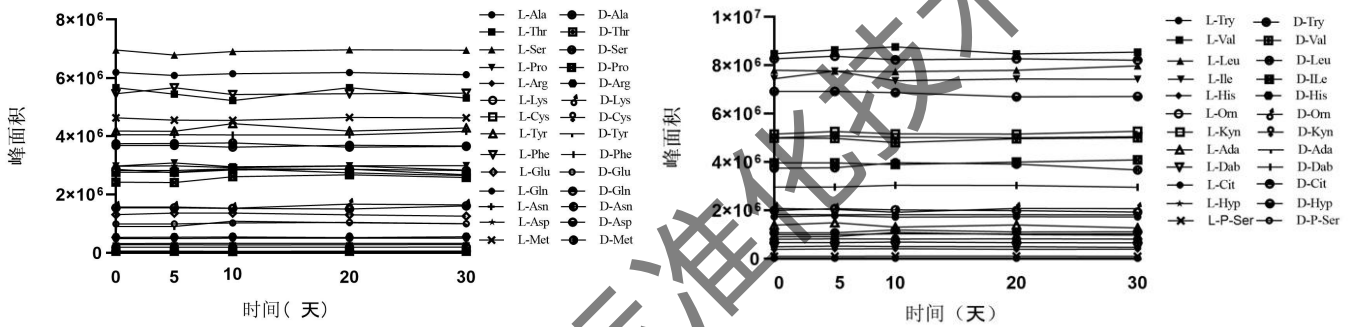 8×10⁶
6×10⁶
4×10⁶
2×10⁶
0
峰面积
0 5 10 20 30
时间( 天)
L-Ala D-Ala
L-Thr D-Thr
L-Ser D-Ser
L-Pro D-Pro
L-Arg D-Arg
L-Lys D-Lys
L-Cys D-Cys
L-Tyr D-Tyr
L-Phe D-Phe
L-Glu D-Glu
L-Gln D-Gln
L-Asn D-Asn
L-Asp D-Asp
L-Met D-Met
1×10⁷
8×10⁶
6×10⁶
4×10⁶
2×10⁶
0
峰面积
0 5 10 20 30
时间（天）
L-Try D-Try
L-Val D-Val
L-Leu D-Leu
L-Ile D-ILe
L-His D-His
L-Orn D-Orn
L-Kyn D-Kyn
L-Ada D-Ada
L-Dab D-Dab
L-Cit D-Cit
L-Hyp D-Hyp
L-P-Ser D-P-Ser
准化技